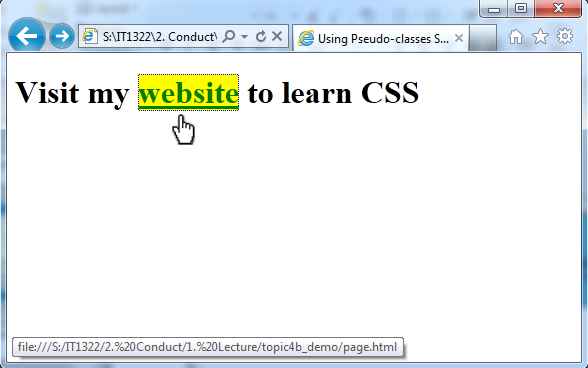 S:\IT1322\2. Conduct\
Using Pseudo-classes S...
Visit my website to learn CSS
file:///S:/IT1322/2.%20Conduct/1.%20Lecture/topic4b_demo/page.html